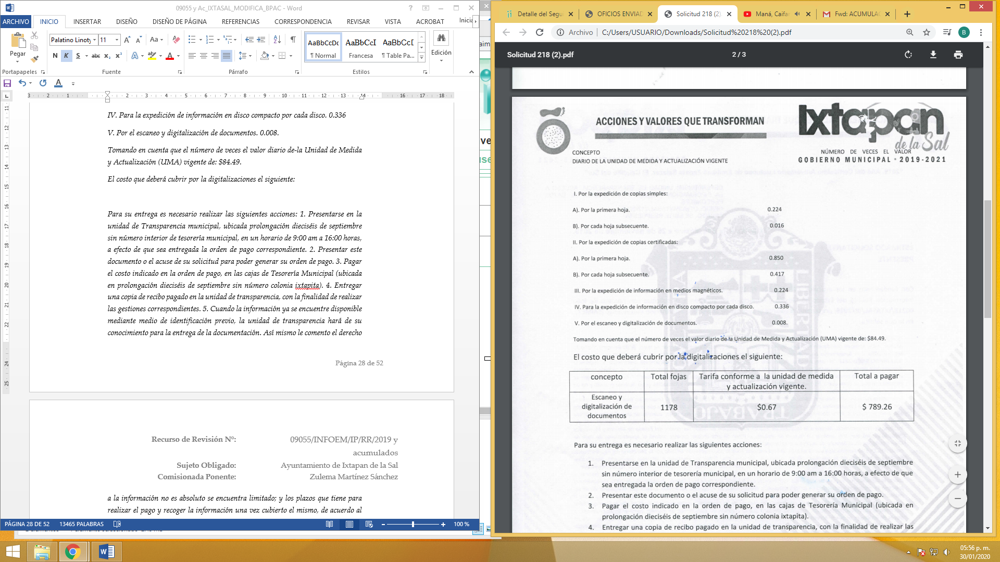 09055 y Ac_IXTASAL_MODIFICA_BPAC - Word
ARCHIVO INICIO INSERTAR DISEÑO DISEÑO DE PÁGINA REFERENCIAS CORRESPONDENCIA REVISAR VISTA ACROBAT Inicia
Pegar
Palatino Linoty 11
N K S abc x₂ x²
AaBbCcDc AaBbCcI AaBbCcI
¶ Normal Francesa ¶ Table Pa...
Edición
Portapapeles Fuente Párrafo Estilos
3 2 1 1 2 3 4 5 6 7 8 9 10 11 12 13 14 16 17 18
IV. Para la expedición de información en disco compacto por cada disco. 0.336
V. Por el escaneo y digitalización de documentos. 0.008.
Tomando en cuenta que el número de veces el valor diario de-la Unidad de Medida
y Actualización (UMA) vigente de: $84.49.
El costo que deberá cubrir por la digitalizaciones el siguiente:
Para su entrega es necesario realizar las siguientes acciones: 1. Presentarse en la
unidad de Transparencia municipal, ubicada prolongación dieciséis de septiembre
sin número interior de tesorería municipal, en un horario de 9:00 am a 16:00 horas,
a efecto de que sea entregada la orden de pago correspondiente. 2. Presentar este
documento o el acuse de su solicitud para poder generar su orden de pago. 3. Pagar
el costo indicado en la orden de pago, en las cajas de Tesorería Municipal (ubicada
en prolongación dieciséis de septiembre sin número colonia ixtapita). 4. Entregar
una copia de recibo pagado en la unidad de transparencia, con la finalidad de realizar
las gestiones correspondientes. 5. Cuando la información ya se encuentre disponible
mediante medio de identificación previo, la unidad de transparencia hará de su
conocimiento para la entrega de la documentación. Así mismo le comento el derecho
Página 28 de 52
Recurso de Revisión N°: 09055/INFOEM/IP/RR/2019 y
acumulados
Sujeto Obligado: Ayuntamiento de Ixtapan de la Sal
Comisionada Ponente: Zulema Martínez Sánchez
a la información no es absoluto se encuentra limitado; y los plazos que tiene para
realizar el pago y recoger la información una vez cubierto el mismo, de acuerdo al
PÁGINA 28 DE 52 13465 PALABRAS 100 %
Detalle del Segu OFICIOS ENVIAD Solicitud 218 (2) Maná, Caifan Fwd: ACUMULAC
Archivo C:/Users/USUARIO/Downloads/Solicitud%20218%20(2).pdf B
Solicitud 218 (2).pdf 2 / 3
ACCIONES Y VALORES QUE TRANSFORMAN
Ixtapan
de la Sal
GOBIERNO MUNICIPAL • 2019-2021
CONCEPTO NÚMERO DE VECES EL VALOR
DIARIO DE LA UNIDAD DE MEDIDA Y ACTUALIZACIÓN VIGENTE
I. Por la expedición de copias simples:
A). Por la primera hoja. 0.224
B). Por cada hoja subsecuente. 0.016
II. Por la expedición de copias certificadas:
A). Por la primera hoja. 0.850
B). Por cada hoja subsecuente. 0.417
III. Por la expedición de información en medios magnéticos. 0.224
IV. Para la expedición de información en disco compacto por cada disco. 0.336
V. Por el escaneo y digitalización de documentos. 0.008.
Tomando en cuenta que el número de veces el valor diario de la Unidad de Medida y Actualización (UMA) vigente de: $84.49.
El costo que deberá cubrir por la digitalizaciones el siguiente:
concepto Total fojas Tarifa conforme a la unidad de medida y actualización vigente. Total a pagar
Escaneo y digitalización de documentos 1178 $0.67 $ 789.26
LIBERTAD
TRABAJO
Para su entrega es necesario realizar las siguientes acciones:
1. Presentarse en la unidad de Transparencia municipal, ubicada prolongación dieciséis de septiembre
sin número interior de tesorería municipal, en un horario de 9:00 am a 16:00 horas, a efecto de que
sea entregada la orden de pago correspondiente.
2. Presentar este documento o el acuse de su solicitud para poder generar su orden de pago.
3. Pagar el costo indicado en la orden de pago, en las cajas de Tesorería Municipal (ubicada en
prolongación dieciséis de septiembre sin número colonia ixtapita).
4. Entregar una copia de recibo pagado en la unidad de transparencia, con la finalidad de realizar las
05:56 p. m.
30/01/2020